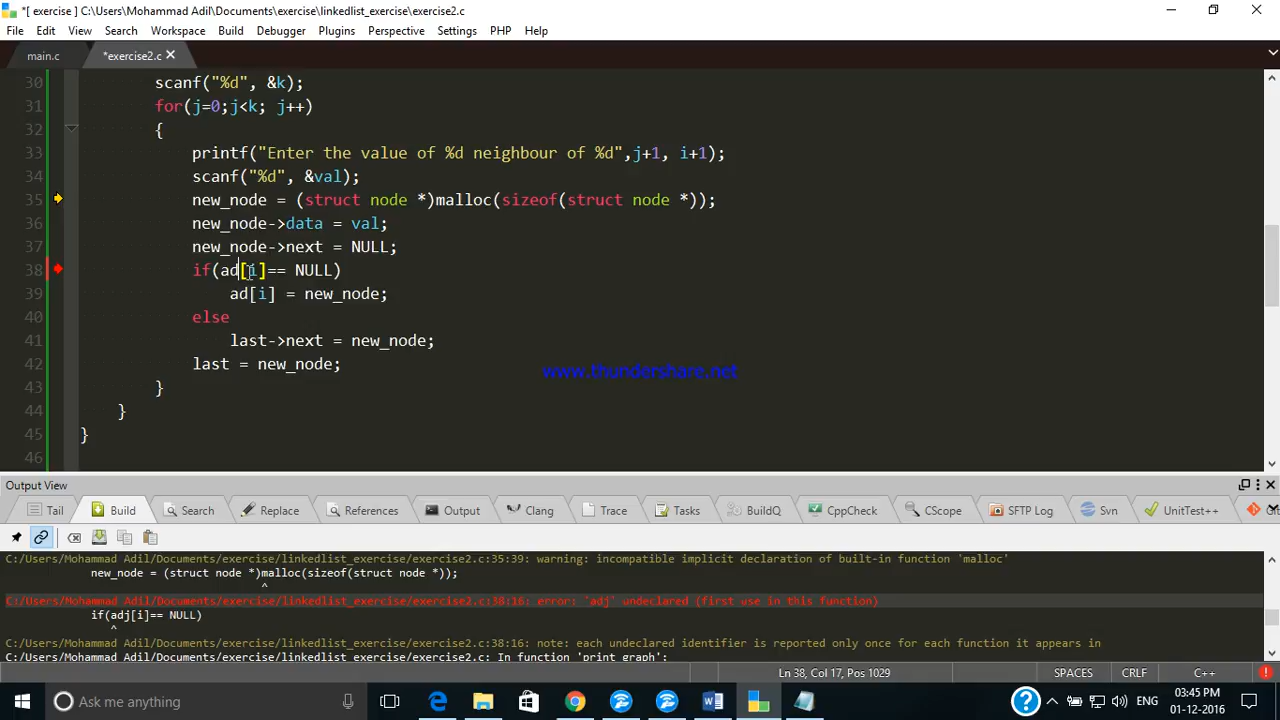 *[ exercise ] C:\Users\Mohammad Adil\Documents\exercise\linkedlist_exercise\exercise2.c
File Edit View Search Workspace Build Debugger Plugins Perspective Settings PHP Help
main.c *exercise2.c
30 scanf("%d", &k);
31 for(j=0;j<k; j++)
32 {
33 printf("Enter the value of %d neighbour of %d",j+1, i+1);
34 scanf("%d", &val);
35 new_node = (struct node *)malloc(sizeof(struct node *));
36 new_node->data = val;
37 new_node->next = NULL;
38 if(ad[i]== NULL)
39 ad[i] = new_node;
40 else
41 last->next = new_node;
42 last = new_node;
43 }
44 }
45 }
46
www.thundershare.net
Output View
Tail Build Search Replace References Output Clang Trace Tasks BuildQ CppCheck CScope SFTP Log Svn UnitTest++
C:/Users/Mohammad Adil/Documents/exercise/linkedlist_exercise/exercise2.c:35:39: warning: incompatible implicit declaration of built-in function 'malloc'
new_node = (struct node *)malloc(sizeof(struct node *));
^
C:/Users/Mohammad Adil/Documents/exercise/linkedlist_exercise/exercise2.c:38:16: error: 'adj' undeclared (first use in this function)
if(adj[i]== NULL)
^
C:/Users/Mohammad Adil/Documents/exercise/linkedlist_exercise/exercise2.c:38:16: note: each undeclared identifier is reported only once for each function it appears in
C:/Users/Mohammad Adil/Documents/exercise/linkedlist_exercise/exercise2.c: In function 'print_graph':
Ln 38, Col 17, Pos 1029 SPACES CRLF C++
Ask me anything
ENG
03:45 PM
01-12-2016